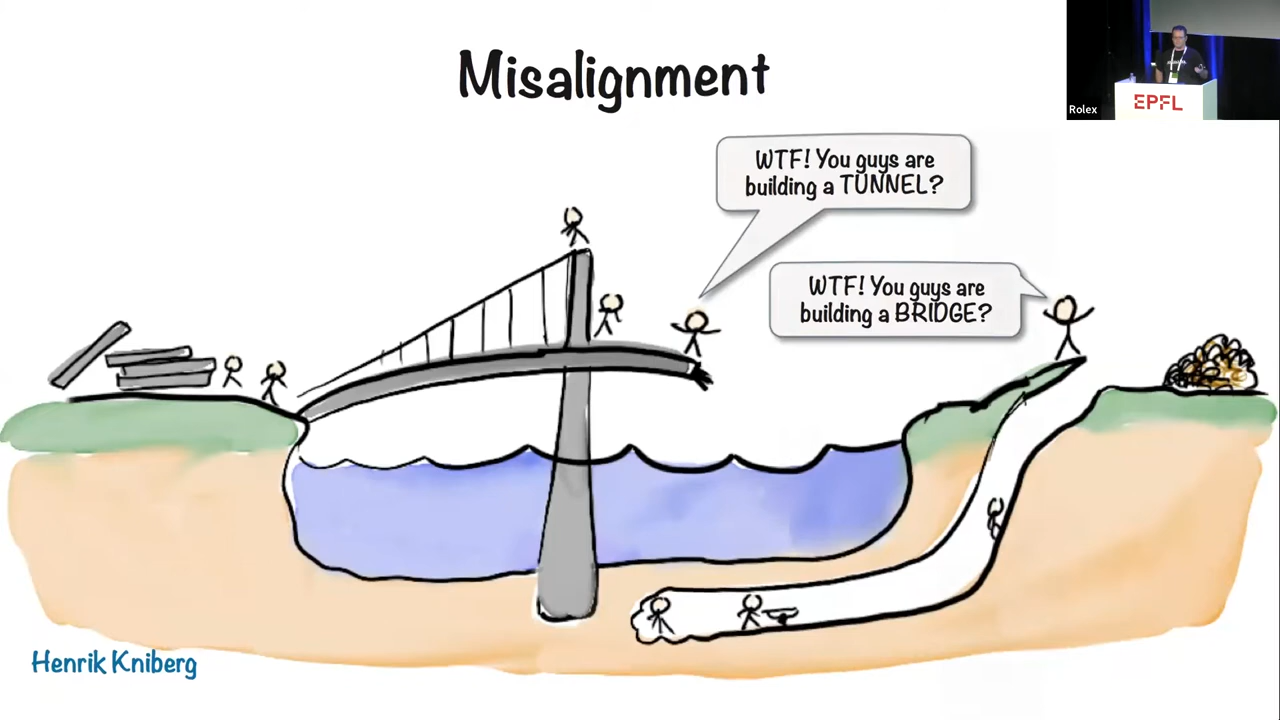 Misalignment
Rolex
EPFL
WTF! You guys are
building a TUNNEL?
WTF! You guys are
building a BRIDGE?
Henrik Kniberg